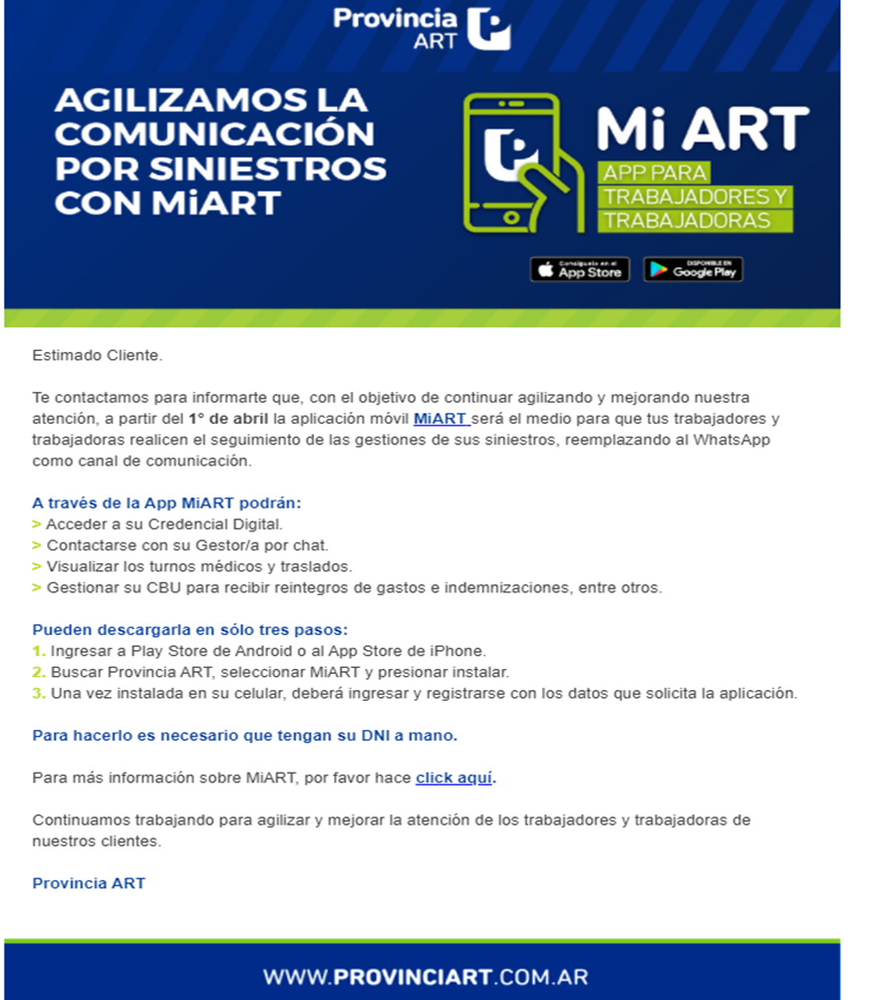 Provincia
ART
AGILIZAMOS LA
COMUNICACIÓN
POR SINIESTROS
CON MiART
Mi ART
APP PARA
TRABAJADORES Y
TRABAJADORAS
Consíguelo en el
App Store
DISPONIBLE EN
Google Play
Estimado Cliente.
Te contactamos para informarte que, con el objetivo de continuar agilizando y mejorando nuestra
atención, a partir del 1° de abril la aplicación móvil MiART será el medio para que tus trabajadores y
trabajadoras realicen el seguimiento de las gestiones de sus siniestros, reemplazando al WhatsApp
como canal de comunicación.
A través de la App MiART podrán:
> Acceder a su Credencial Digital.
> Contactarse con su Gestor/a por chat.
> Visualizar los turnos médicos y traslados.
> Gestionar su CBU para recibir reintegros de gastos e indemnizaciones, entre otros.
Pueden descargarla en sólo tres pasos:
1. Ingresar a Play Store de Android o al App Store de iPhone.
2. Buscar Provincia ART, seleccionar MiART y presionar instalar.
3. Una vez instalada en su celular, deberá ingresar y registrarse con los datos que solicita la aplicación.
Para hacerlo es necesario que tengan su DNI a mano.
Para más información sobre MiART, por favor hace click aquí.
Continuamos trabajando para agilizar y mejorar la atención de los trabajadores y trabajadoras de
nuestros clientes.
Provincia ART
WWW.PROVINCIART.COM.AR